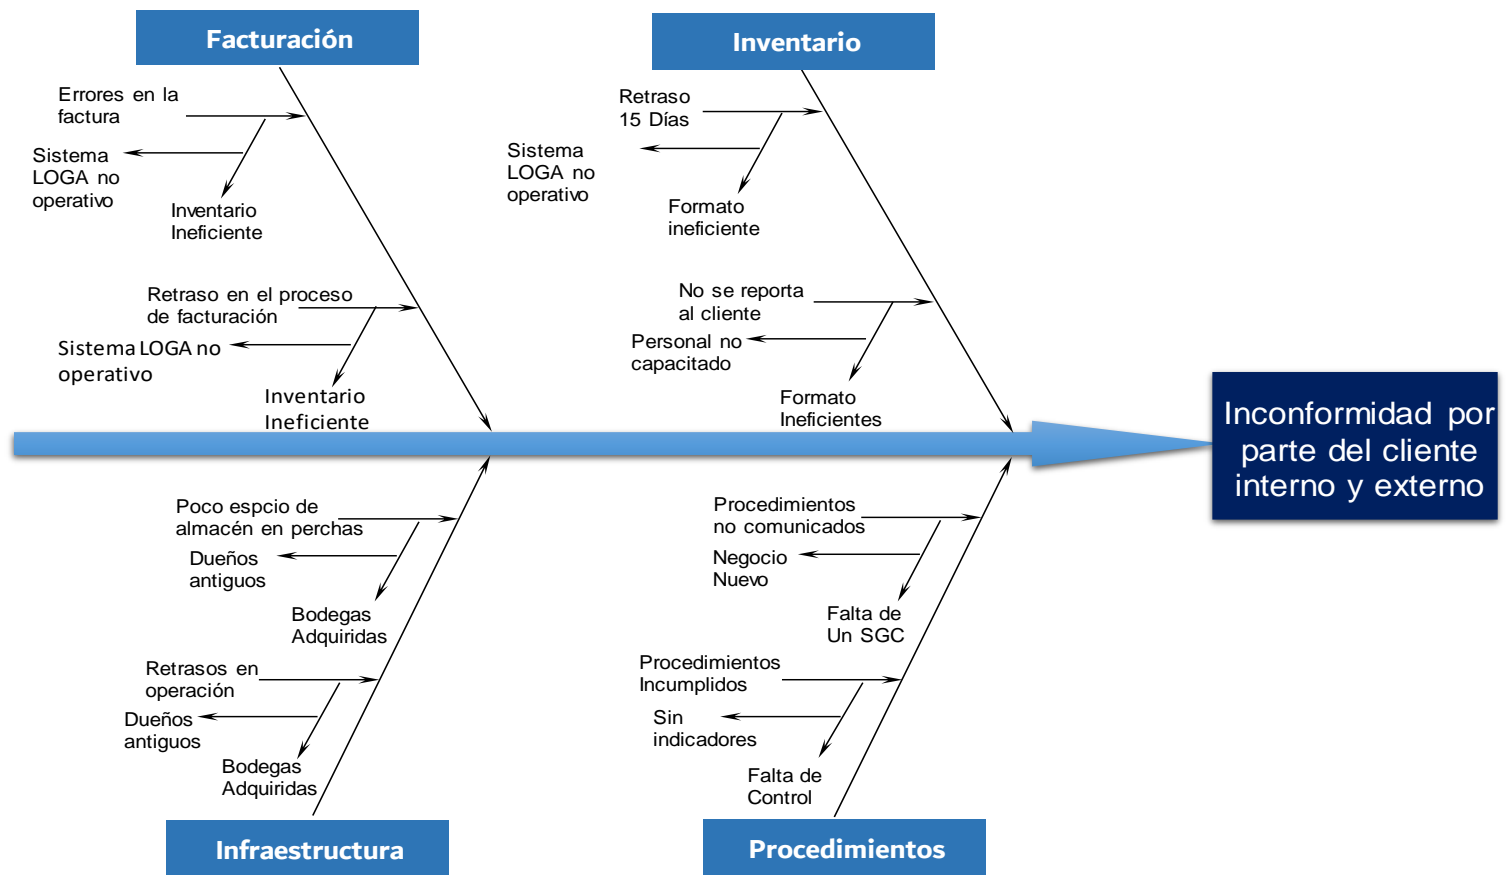 Facturación
Errores en la
factura
Sistema
LOGA no
operativo
Inventario
Ineficiente
Retraso en el proceso
de facturación
Sistema LOGA no
operativo
Inventario
Ineficiente
Inventario
Retraso
15 Días
Sistema
LOGA no
operativo
Formato
ineficiente
No se reporta
al cliente
Personal no
capacitado
Formato
Ineficientes
Inconformidad por
parte del cliente
interno y externo
Poco espcio de
almacén en perchas
Dueños
antiguos
Bodegas
Adquiridas
Retrasos en
operación
Dueños
antiguos
Bodegas
Adquiridas
Infraestructura
Procedimientos
no comunicados
Negocio
Nuevo
Falta de
Un SGC
Procedimientos
Incumplidos
Sin
indicadores
Falta de
Control
Procedimientos